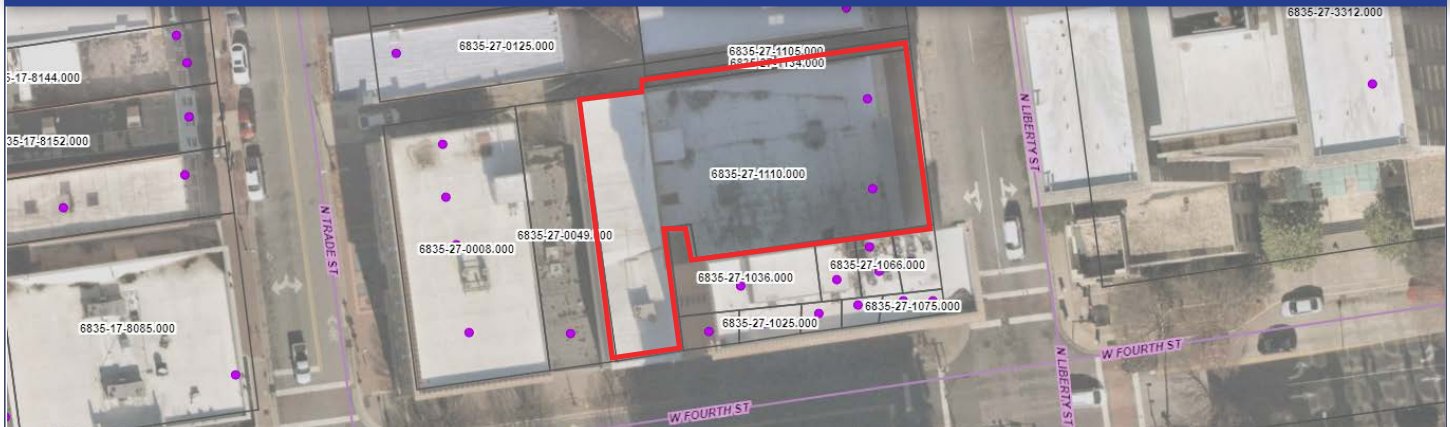 6835-27-3312.000
6835-27-0125.000
6835-27-1105.000
6835-27-1134.000
5-17-8144.000
35-17-8152.000
N LIBERTY ST
6835-27-1110.000
N TRADE ST
6835-27-0049.000
6835-27-0008.000
6835-27-1066.000
6835-27-1036.000
6835-27-1075.000
6835-27-1025.000
6835-17-8085.000
W FOURTH ST
N LIBERTY ST
W FOURTH ST